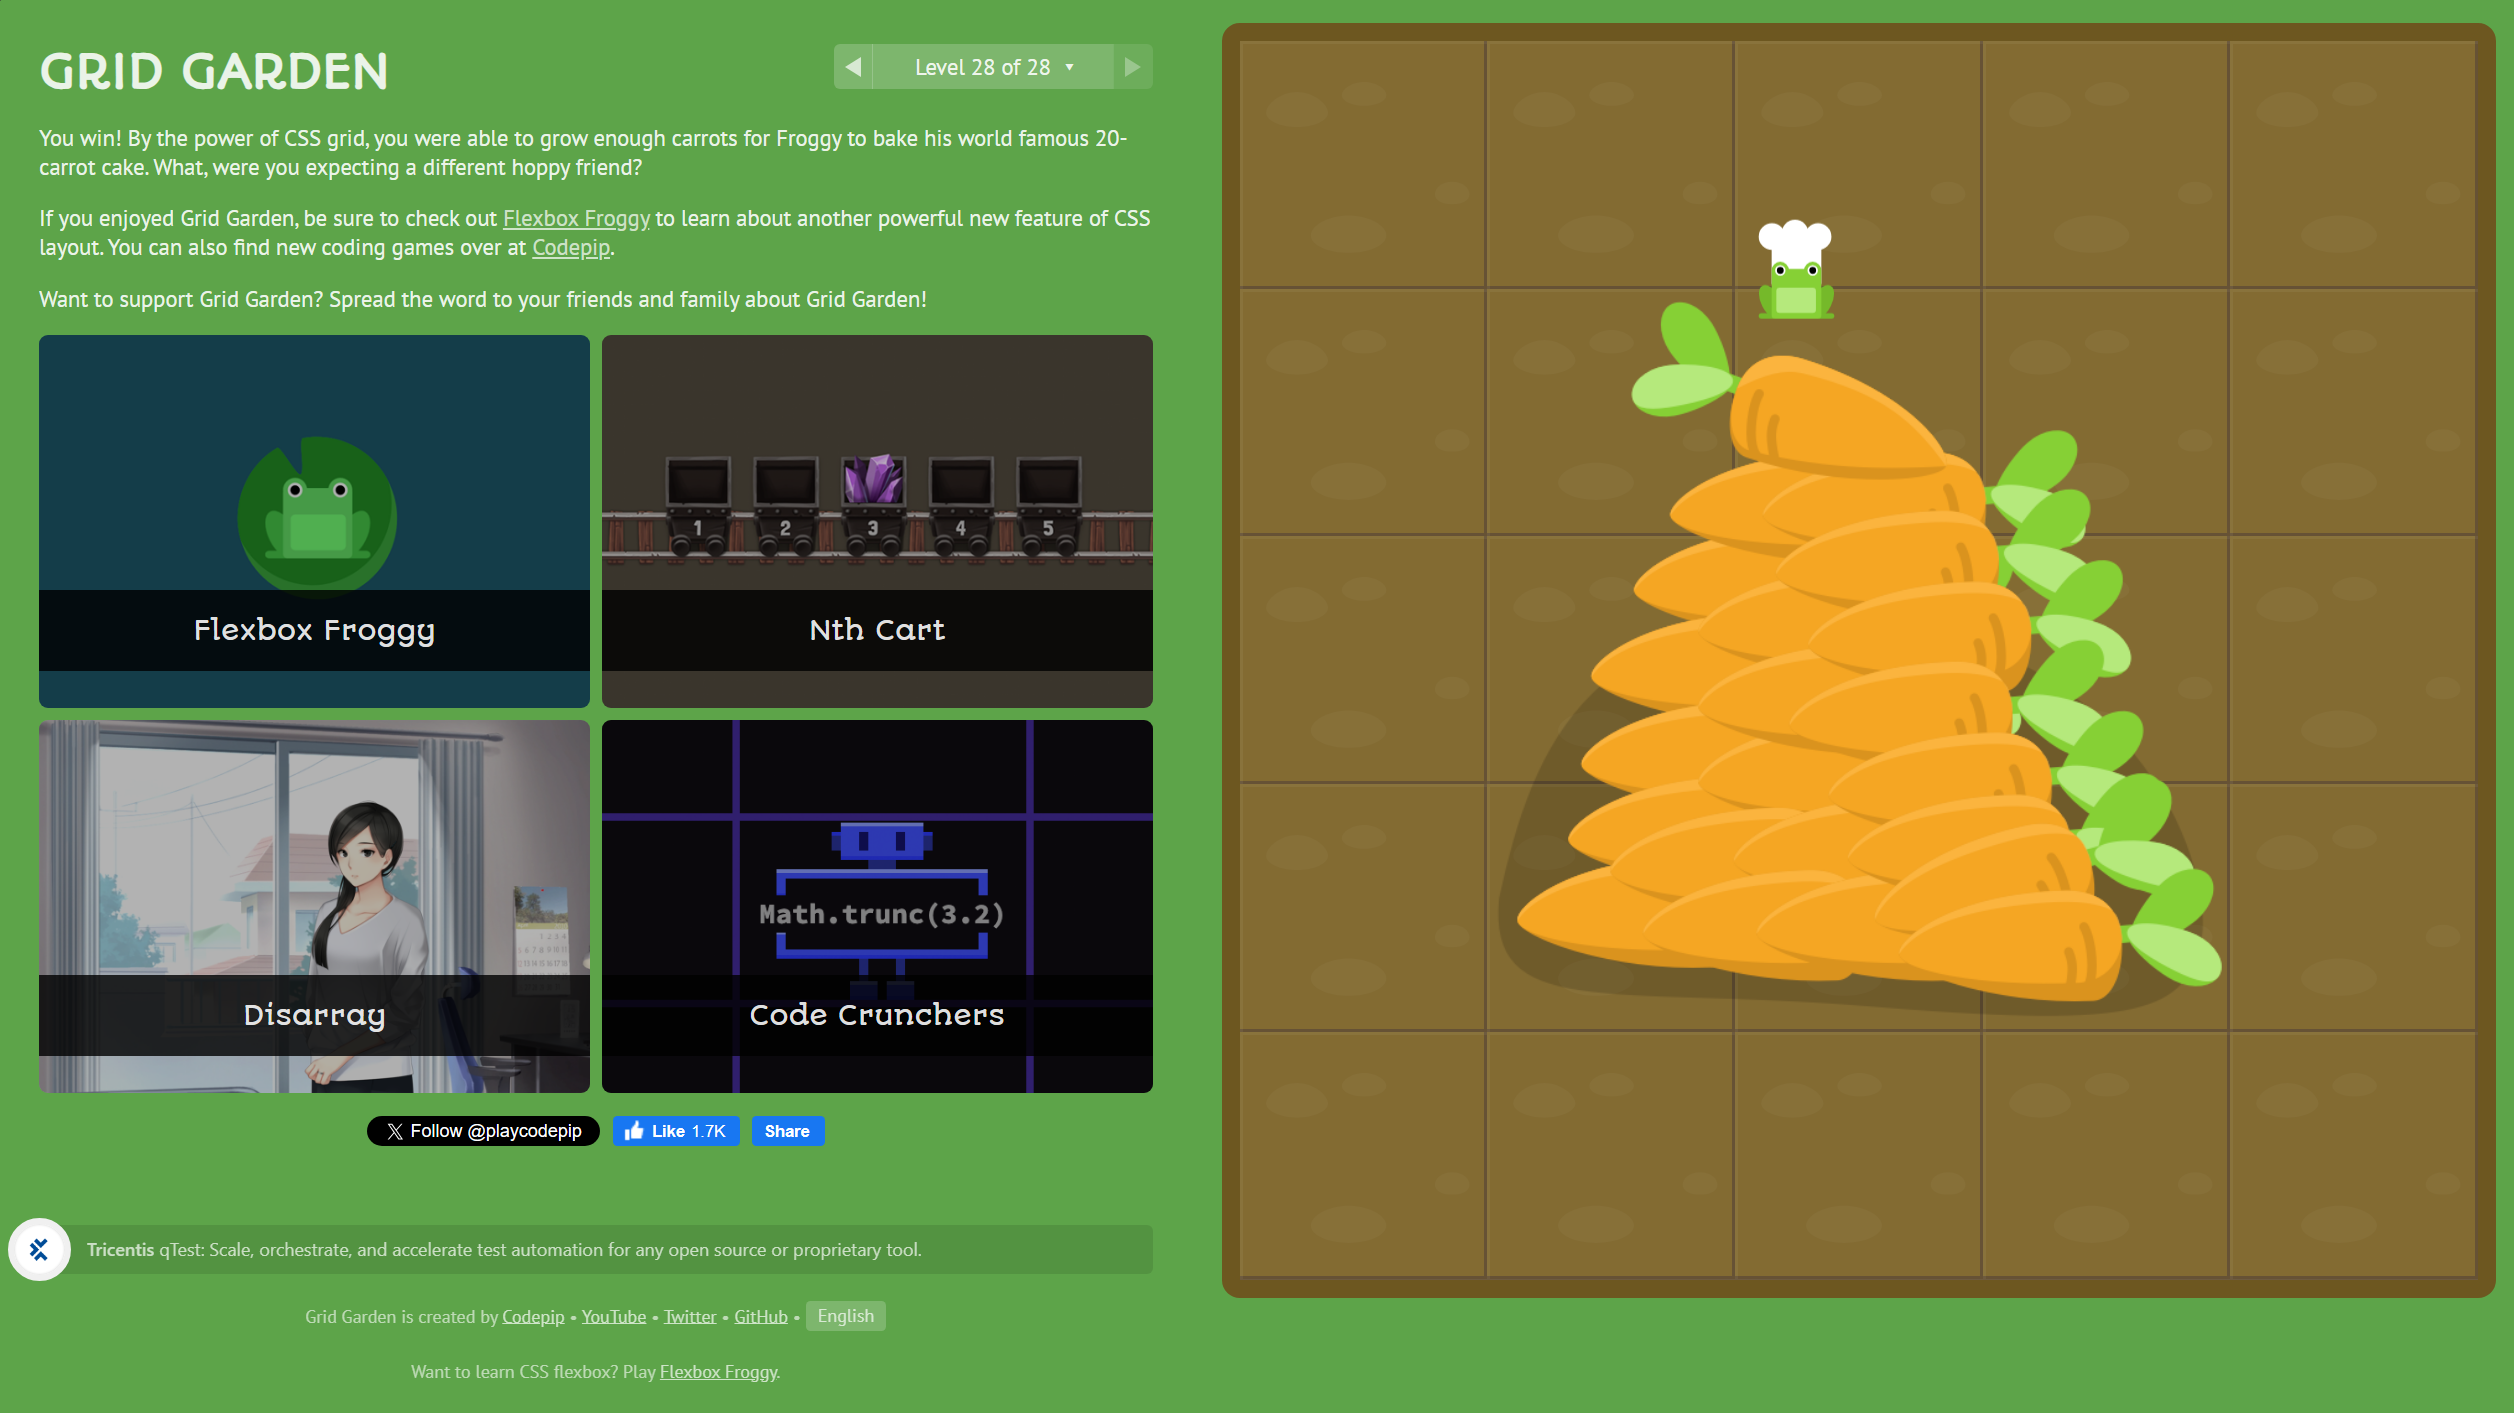 GRID GARDEN
Level 28 of 28 ▼
You win! By the power of CSS grid, you were able to grow enough carrots for Froggy to bake his world famous 20-
carrot cake. What, were you expecting a different hoppy friend?
If you enjoyed Grid Garden, be sure to check out Flexbox Froggy to learn about another powerful new feature of CSS
layout. You can also find new coding games over at Codepip.
Want to support Grid Garden? Spread the word to your friends and family about Grid Garden!
Flexbox Froggy
1 2 3 4 5
Nth Cart
Disarray
Math.trunc(3.2)
Code Crunchers
Follow @playcodepip
Like 1.7K
Share
Tricentis qTest: Scale, orchestrate, and accelerate test automation for any open source or proprietary tool.
Grid Garden is created by Codepip • YouTube • Twitter • GitHub • English
Want to learn CSS flexbox? Play Flexbox Froggy.